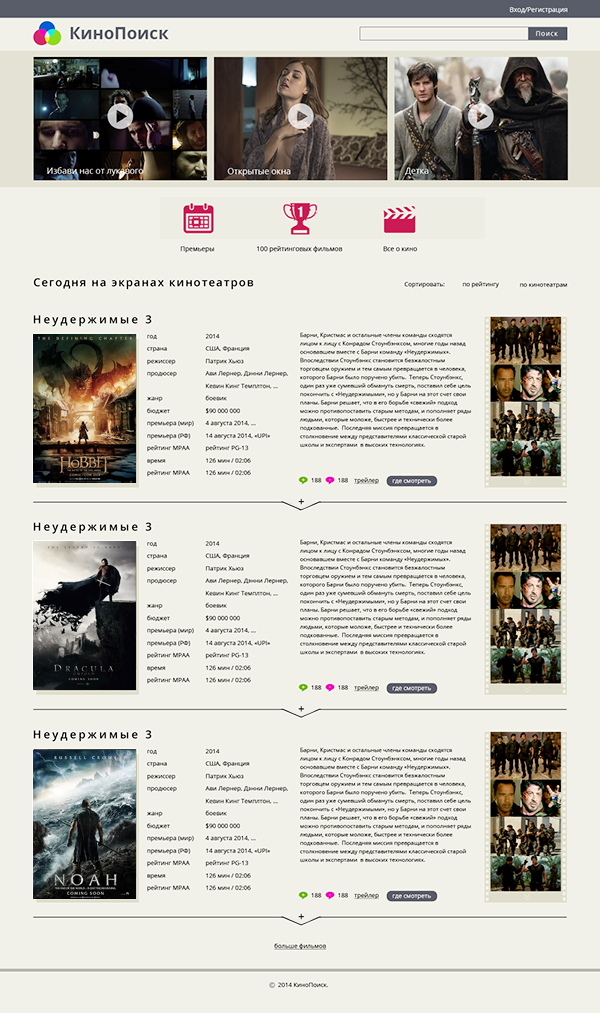 Вход/Регистрация
КиноПоиск
Поиск
Избави нас от лукавого
Открытые окна
Детка
Премьеры
100 рейтинговых фильмов
Все о кино
Сегодня на экранах кинотеатров
Сортировать: по рейтингу по кинотеатрам
Неудержимые 3
THE DEFINING CHAPTER
THE HOBBIT
COMING SOON
год 2014
страна США, Франция
режиссер Патрик Хьюз
продюсер Ави Лернер, Дэнни Лернер,
Кевин Кинг Темплтон, ...
жанр боевик
бюджет $90 000 000
премьера (мир) 4 августа 2014, ...
премьера (РФ) 14 августа 2014, «UPI»
рейтинг MPAA рейтинг PG-13
время 126 мин / 02:06
рейтинг MPAA 126 мин / 02:06
Барни, Кристмас и остальные члены команды сходятся
лицом к лицу с Конрадом Стоунбэнксом, многие годы назад
основавшем вместе с Барни команду «Неудержимых».
Впоследствии Стоунбэнкс становится безжалостным
торговцем оружием и тем самым превращается в человека,
которого Барни было поручено убить. Теперь Стоунбэнкс,
один раз уже сумевший обмануть смерть, поставил себе цель
покончить с «Неудержимыми», но у Барни на этот счет свои
планы. Барни решает, что в его борьбе «свежий» подход
можно противопоставить старым методам, и пополняет ряды
людьми, которые моложе, быстрее и технически более
подкованные. Последняя миссия превращается в
столкновение между представителями классической старой
школы и экспертами в высоких технологиях.
188 188 трейлер где смотреть
+
Неудержимые 3
DRACULA
UNTOLD
COMING SOON
год 2014
страна США, Франция
режиссер Патрик Хьюз
продюсер Ави Лернер, Дэнни Лернер,
Кевин Кинг Темплтон, ...
жанр боевик
бюджет $90 000 000
премьера (мир) 4 августа 2014, ...
премьера (РФ) 14 августа 2014, «UPI»
рейтинг MPAA рейтинг PG-13
время 126 мин / 02:06
рейтинг MPAA 126 мин / 02:06
Барни, Кристмас и остальные члены команды сходятся
лицом к лицу с Конрадом Стоунбэнксом, многие годы назад
основавшем вместе с Барни команду «Неудержимых».
Впоследствии Стоунбэнкс становится безжалостным
торговцем оружием и тем самым превращается в человека,
которого Барни было поручено убить. Теперь Стоунбэнкс,
один раз уже сумевший обмануть смерть, поставил себе цель
покончить с «Неудержимыми», но у Барни на этот счет свои
планы. Барни решает, что в его борьбе «свежий» подход
можно противопоставить старым методам, и пополняет ряды
людьми, которые моложе, быстрее и технически более
подкованные. Последняя миссия превращается в
столкновение между представителями классической старой
школы и экспертами в высоких технологиях.
188 188 трейлер где смотреть
+
Неудержимые 3
RUSSELL CROWE
NOAH
COMING SOON
год 2014
страна США, Франция
режиссер Патрик Хьюз
продюсер Ави Лернер, Дэнни Лернер,
Кевин Кинг Темплтон, ...
жанр боевик
бюджет $90 000 000
премьера (мир) 4 августа 2014, ...
премьера (РФ) 14 августа 2014, «UPI»
рейтинг MPAA рейтинг PG-13
время 126 мин / 02:06
рейтинг MPAA 126 мин / 02:06
Барни, Кристмас и остальные члены команды сходятся
лицом к лицу с Конрадом Стоунбэнксом, многие годы назад
основавшем вместе с Барни команду «Неудержимых».
Впоследствии Стоунбэнкс становится безжалостным
торговцем оружием и тем самым превращается в человека,
которого Барни было поручено убить. Теперь Стоунбэнкс,
один раз уже сумевший обмануть смерть, поставил себе цель
покончить с «Неудержимыми», но у Барни на этот счет свои
планы. Барни решает, что в его борьбе «свежий» подход
можно противопоставить старым методам, и пополняет ряды
людьми, которые моложе, быстрее и технически более
подкованные. Последняя миссия превращается в
столкновение между представителями классической старой
школы и экспертами в высоких технологиях.
188 188 трейлер где смотреть
+
больше фильмов
© 2014 КиноПоиск.